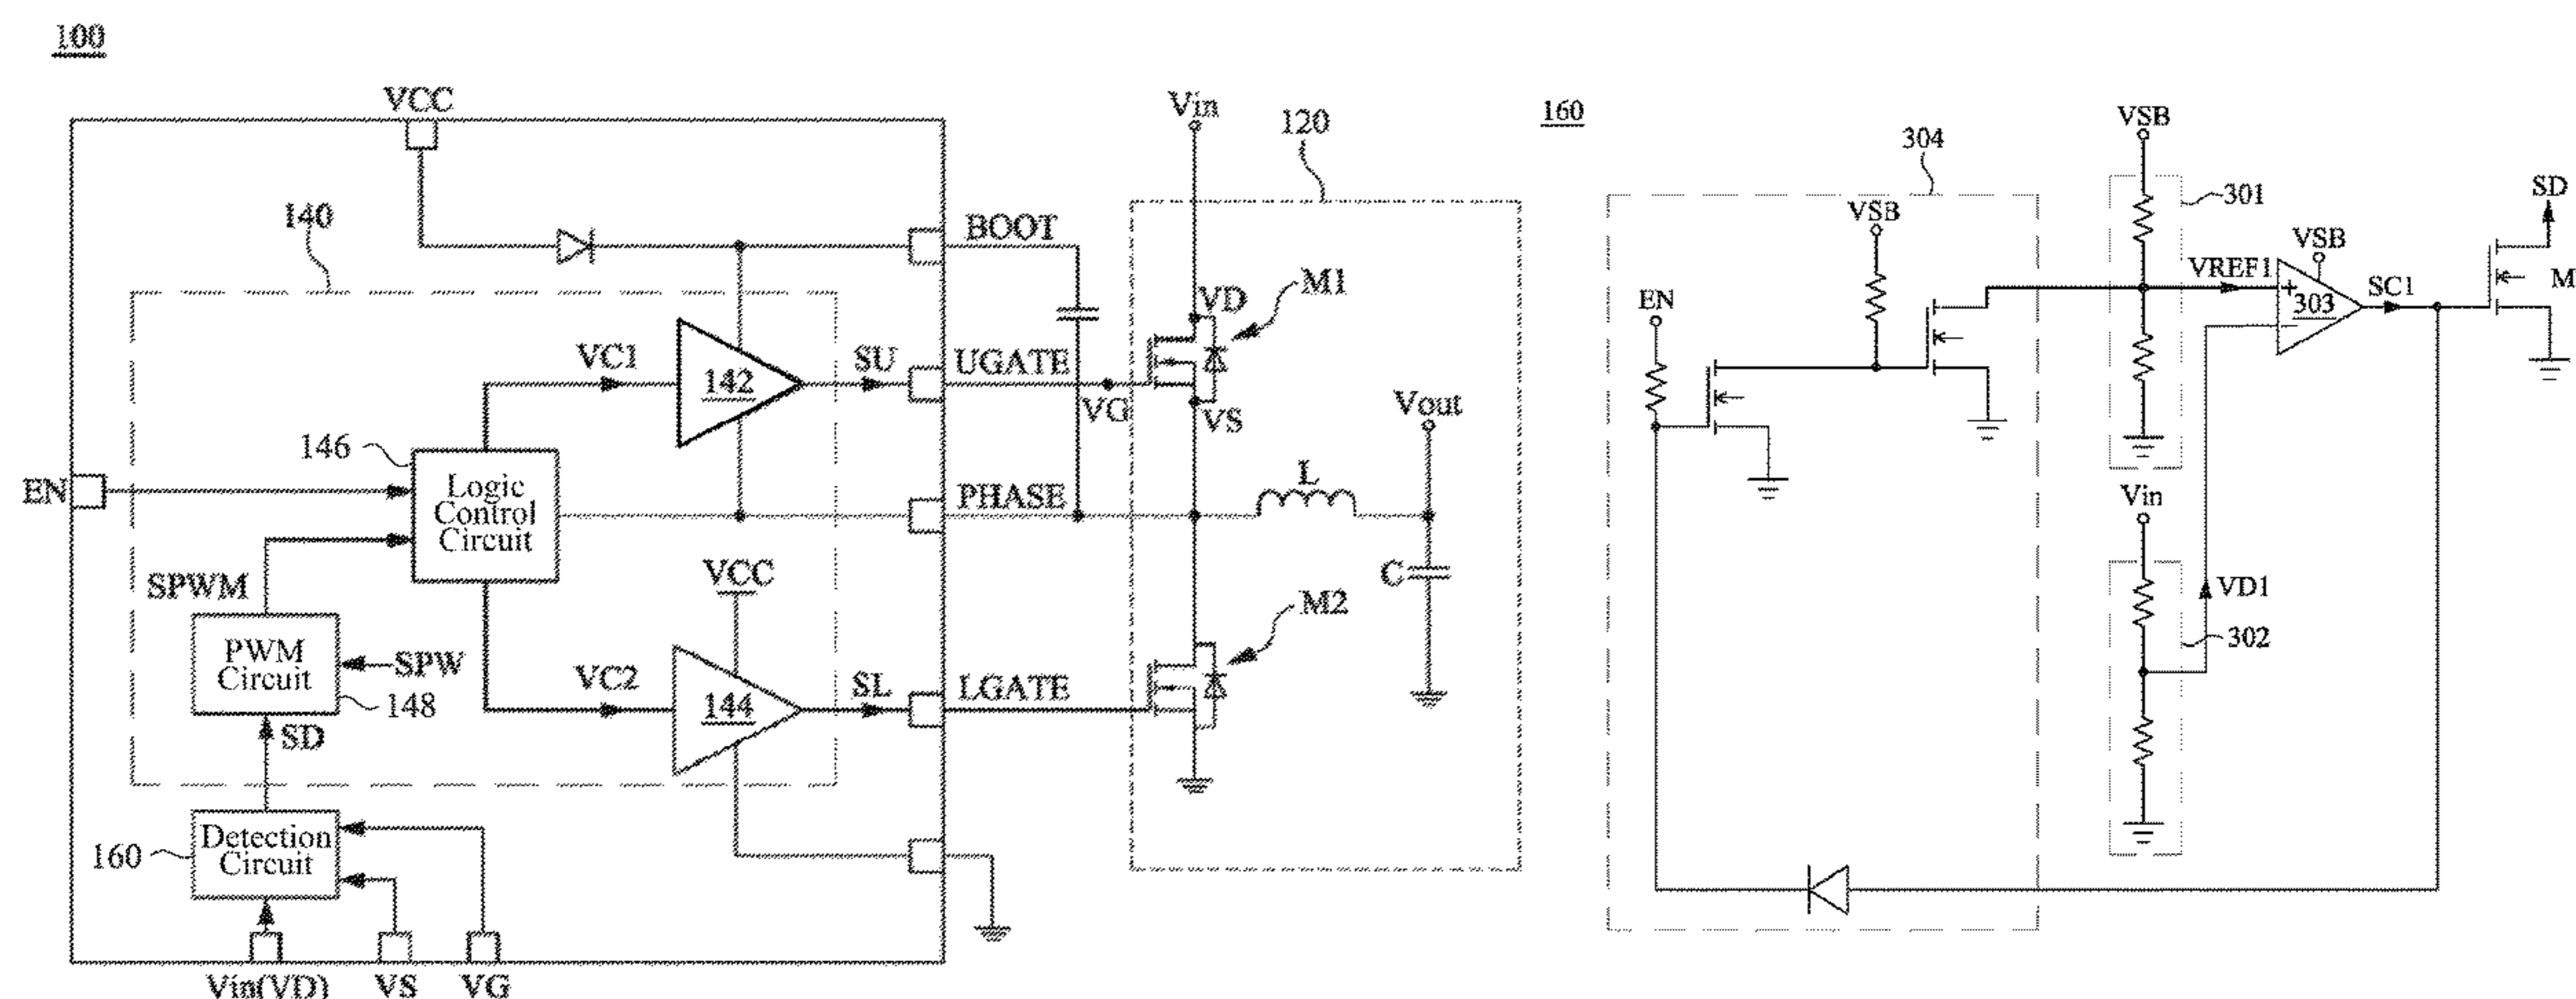 100
VCC
140
BOOT
VC1
142
SU
UGATE
VG
146
Logic
Control
Circuit
EN
PHASE
SPWM
VCC
PWM
Circuit
SPW
148
SD
VC2
144
SL
LGATE
160
Detection
Circuit
Vin(VD)
VS
VG
Vin
120
VD
M1
VS
Vout
L
C
M2
160
304
VSB
EN
VSB
301
VREF1
VSB
+
303
-
SC1
SD
M
Vin
VD1
302